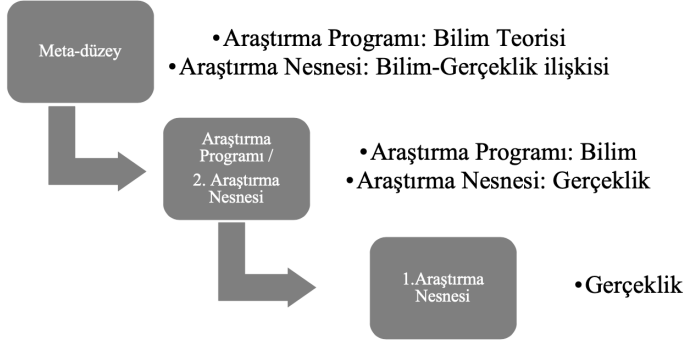 Meta-düzey
•Araştırma Programı: Bilim Teorisi
•Araştırma Nesnesi: Bilim-Gerçeklik ilişkisi
Araştırma
Programı /
2. Araştırma
Nesnesi
•Araştırma Programı: Bilim
•Araştırma Nesnesi: Gerçeklik
1.Araştırma
Nesnesi
•Gerçeklik